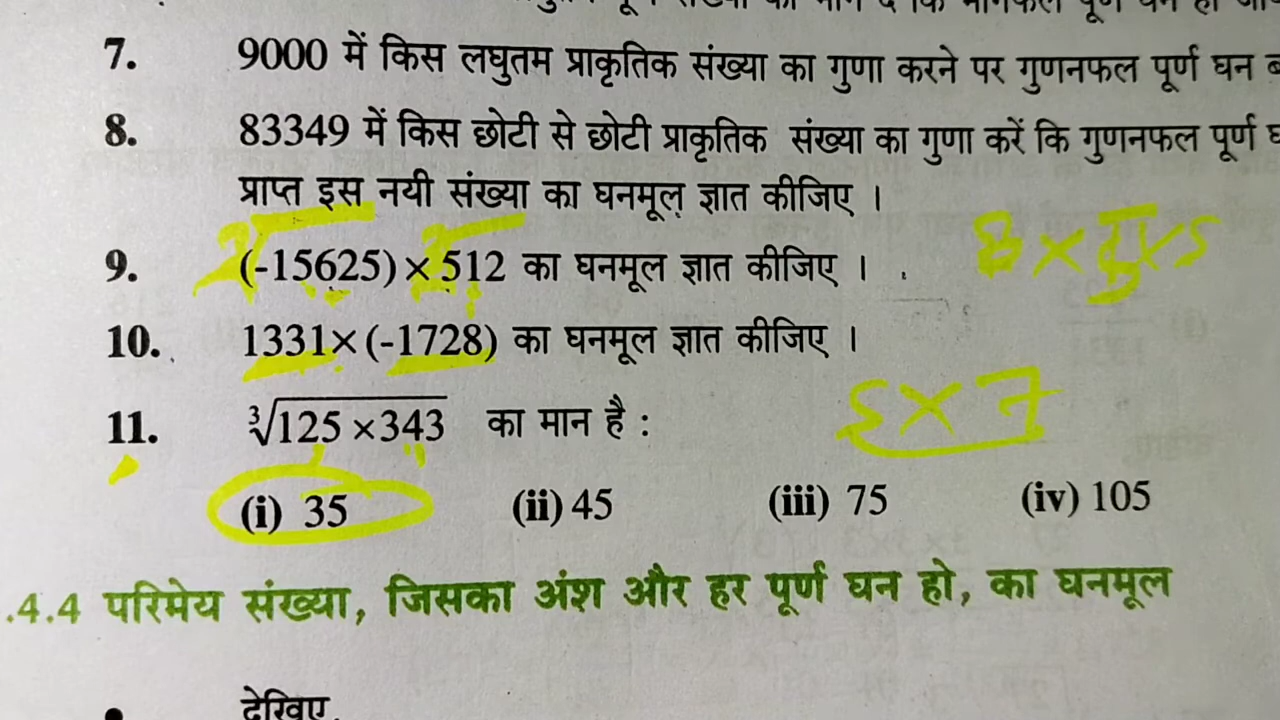 7. 9000 में किस लघुतम प्राकृतिक संख्या का गुणा करने पर गुणनफल पूर्ण घन
8. 83349 में किस छोटी से छोटी प्राकृतिक संख्या का गुणा करें कि गुणनफल पूर्ण
प्राप्त इस नयी संख्या का घनमूल ज्ञात कीजिए ।
9. (-15625) × 512 का घनमूल ज्ञात कीजिए ।
10. 1331×(-1728) का घनमूल ज्ञात कीजिए ।
11. ∛125 ×343 का मान है :
(i) 35 (ii) 45 (iii) 75 (iv) 105
.4.4 परिमेय संख्या, जिसका अंश और हर पूर्ण घन हो, का घनमूल
• देखिए